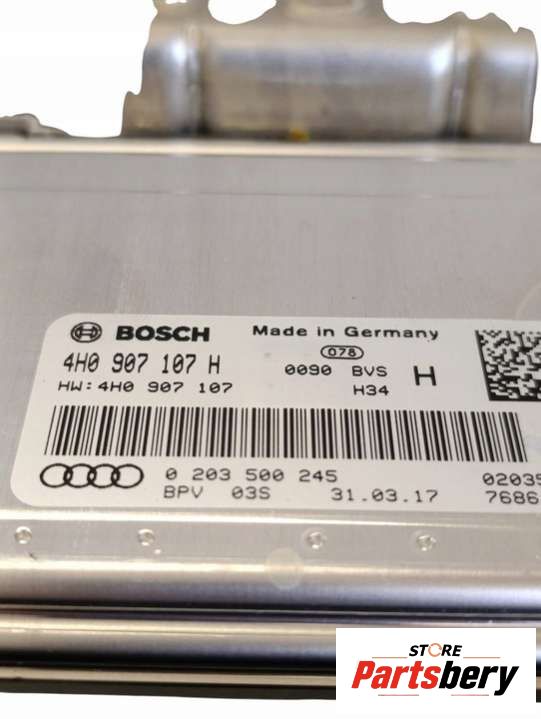 BOSCH Made in Germany
078
4H0 907 107 H 0090 BVS H
HW: 4H0 907 107 H34
0 203 500 245 0203
BPV 03S 31.03.17 7686
STORE
Partsbery